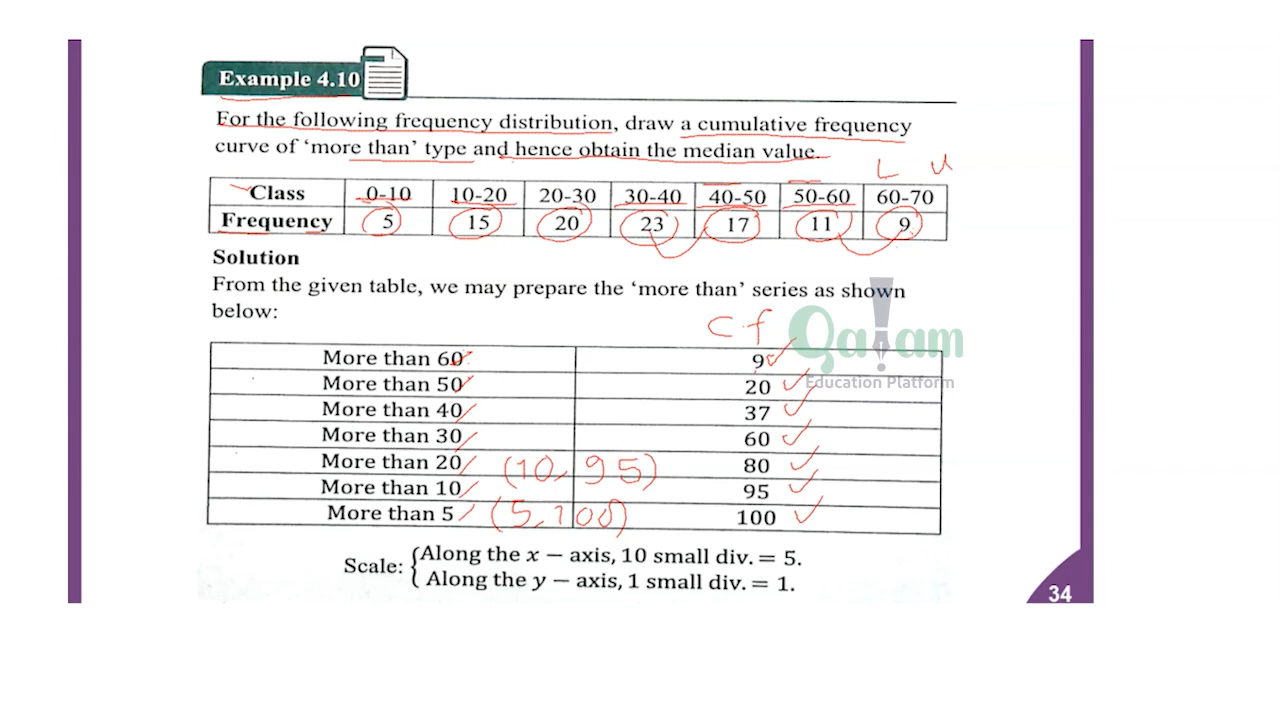 Example 4.10
For the following frequency distribution, draw a cumulative frequency
curve of ‘more than’ type and hence obtain the median value.
L u
Class 0-10 10-20 20-30 30-40 40-50 50-60 60-70
Frequency 5 15 20 23 17 11 9
Solution
From the given table, we may prepare the ‘more than’ series as shown
below:
C.f
Qalam
Education Platform
More than 60 9
More than 50 20
More than 40 37
More than 30 60
More than 20 80
(10, 95)
More than 10 95
More than 5 (5, 100) 100
Scale: {Along the x – axis, 10 small div. = 5.
Along the y – axis, 1 small div. = 1.
34